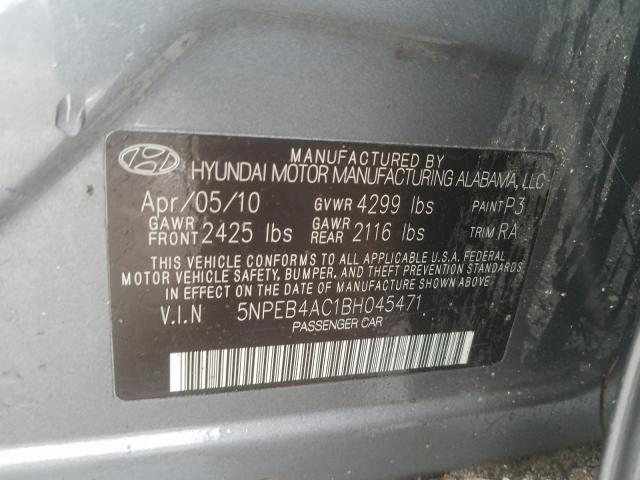 MANUFACTURED BY
HYUNDAI MOTOR MANUFACTURING ALABAMA, LLC
Apr/05/10 GVWR 4299 lbs PAINT P3
GAWR FRONT 2425 lbs GAWR REAR 2116 lbs TRIM RA
THIS VEHICLE CONFORMS TO ALL APPLICABLE U.S.A. FEDERAL
MOTOR VEHICLE SAFETY, BUMPER, AND THEFT PREVENTION STANDARDS
IN EFFECT ON THE DATE OF MANUFACTURE SHOWN ABOVE.
V.I.N 5NPEB4AC1BH045471
PASSENGER CAR